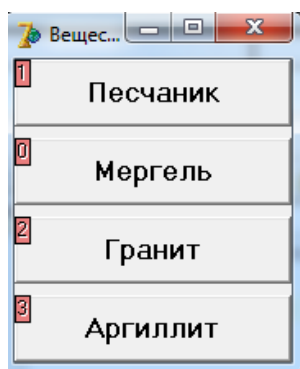 Вещес...
1
Песчаник
0
Мергель
2
Гранит
3
Аргиллит